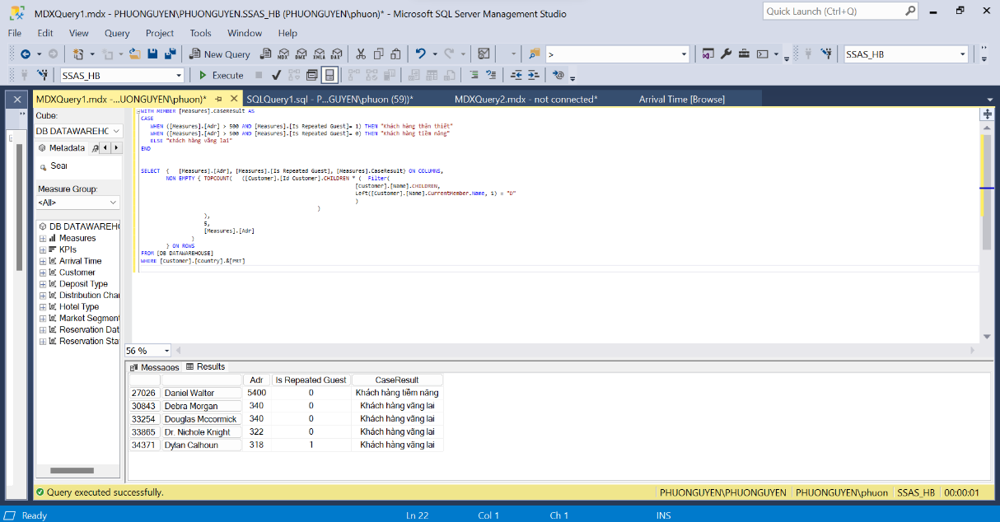 MDXQuery1.mdx - PHUONGUYEN\PHUONGUYEN.SSAS_HB (PHUONGUYEN\phuon)* - Microsoft SQL Server Management Studio
Quick Launch (Ctrl+Q)
File Edit View Query Project Tools Window Help
New Query MDX DMX XMLA DAX > SSAS_HB
SSAS_HB Execute
MDXQuery1.mdx -...UONGUYEN\phuon)* SQLQuery1.sql - P...GUYEN\phuon (59))* MDXQuery2.mdx - not connected* Arrival Time [Browse]
Cube:
DB DATAWAREHC
Metadata
Sear
Measure Group:
<All>
DB DATAWAREH
Measures
KPIs
Arrival Time
Customer
Deposit Type
Distribution Chan
Hotel Type
Market Segment
Reservation Dat
Reservation Sta
WITH MEMBER [Measures].CaseResult AS
CASE
WHEN ([Measures].[Adr] > 500 AND [Measures].[Is Repeated Guest]= 1) THEN "Khách hàng thân thiết"
WHEN ([Measures].[Adr] > 500 AND [Measures].[Is Repeated Guest]= 0) THEN "Khách hàng tiềm năng"
ELSE "Khách hàng vãng lai"
END
SELECT { [Measures].[Adr], [Measures].[Is Repeated Guest], [Measures].CaseResult} ON COLUMNS,
NON EMPTY { TOPCOUNT( ([Customer].[Id Customer].CHILDREN * ( Filter(
[Customer].[Name].CHILDREN,
Left([Customer].[Name].CurrentMember.Name, 1) = "D"
)
)
),
5,
[Measures].[Adr]
)
} ON ROWS
FROM [DB DATAWAREHOUSE]
WHERE [Customer].[Country].&[PRT]
56 %
Messages Results
Adr Is Repeated Guest CaseResult
27026 Daniel Walter 5400 0 Khách hàng tiềm năng
30843 Debra Morgan 340 0 Khách hàng vãng lai
33254 Douglas Mccormick 340 0 Khách hàng vãng lai
33865 Dr. Nichole Knight 322 0 Khách hàng vãng lai
34371 Dylan Calhoun 318 1 Khách hàng vãng lai
Query executed successfully. PHUONGUYEN\PHUONGUYEN PHUONGUYEN\phuon SSAS_HB 00:00:01
Ready Ln 22 Col 1 Ch 1 INS